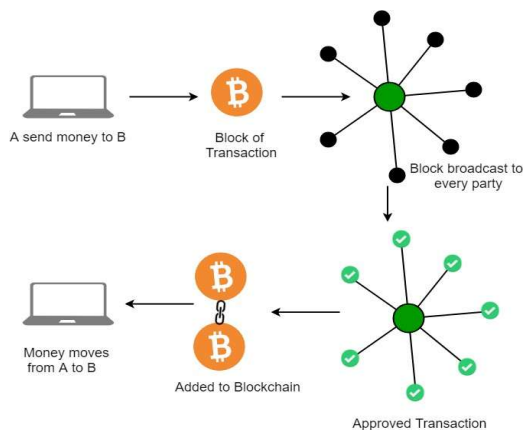 A send money to B
Block of
Transaction
Block broadcast to
every party
Money moves
from A to B
Added to Blockchain
Approved Transaction